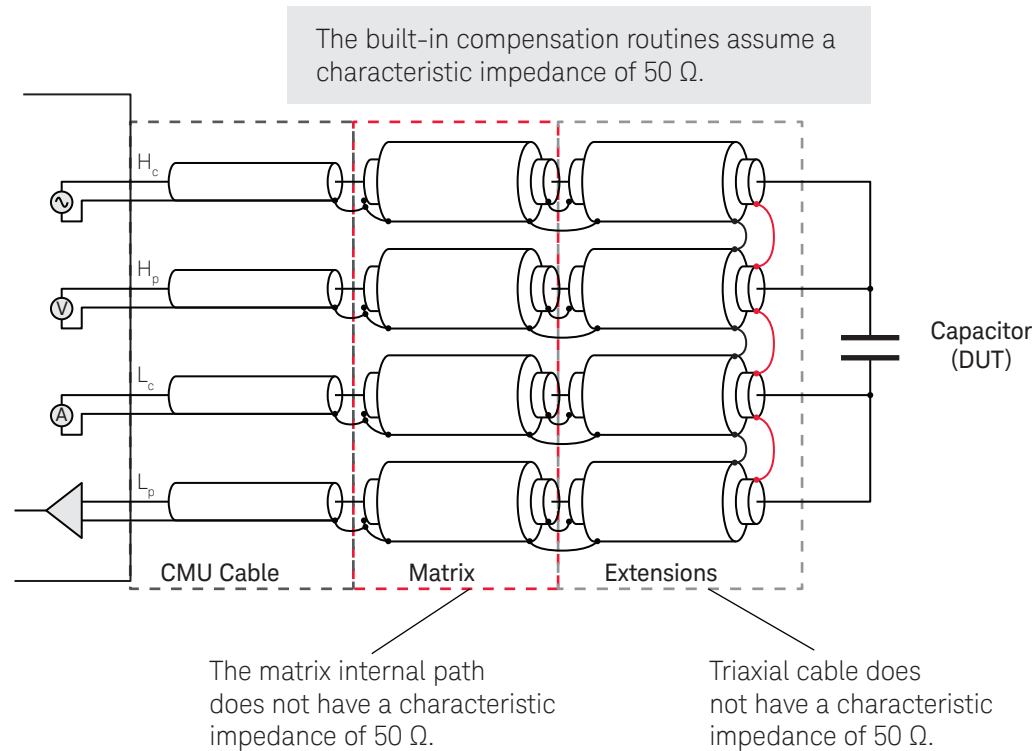 The built-in compensation routines assume a
characteristic impedance of 50 Ω.
Hc
Hp
V
Lc
A
Lp
Capacitor
(DUT)
CMU Cable
Matrix
Extensions
The matrix internal path
does not have a characteristic
impedance of 50 Ω.
Triaxial cable does
not have a characteristic
impedance of 50 Ω.